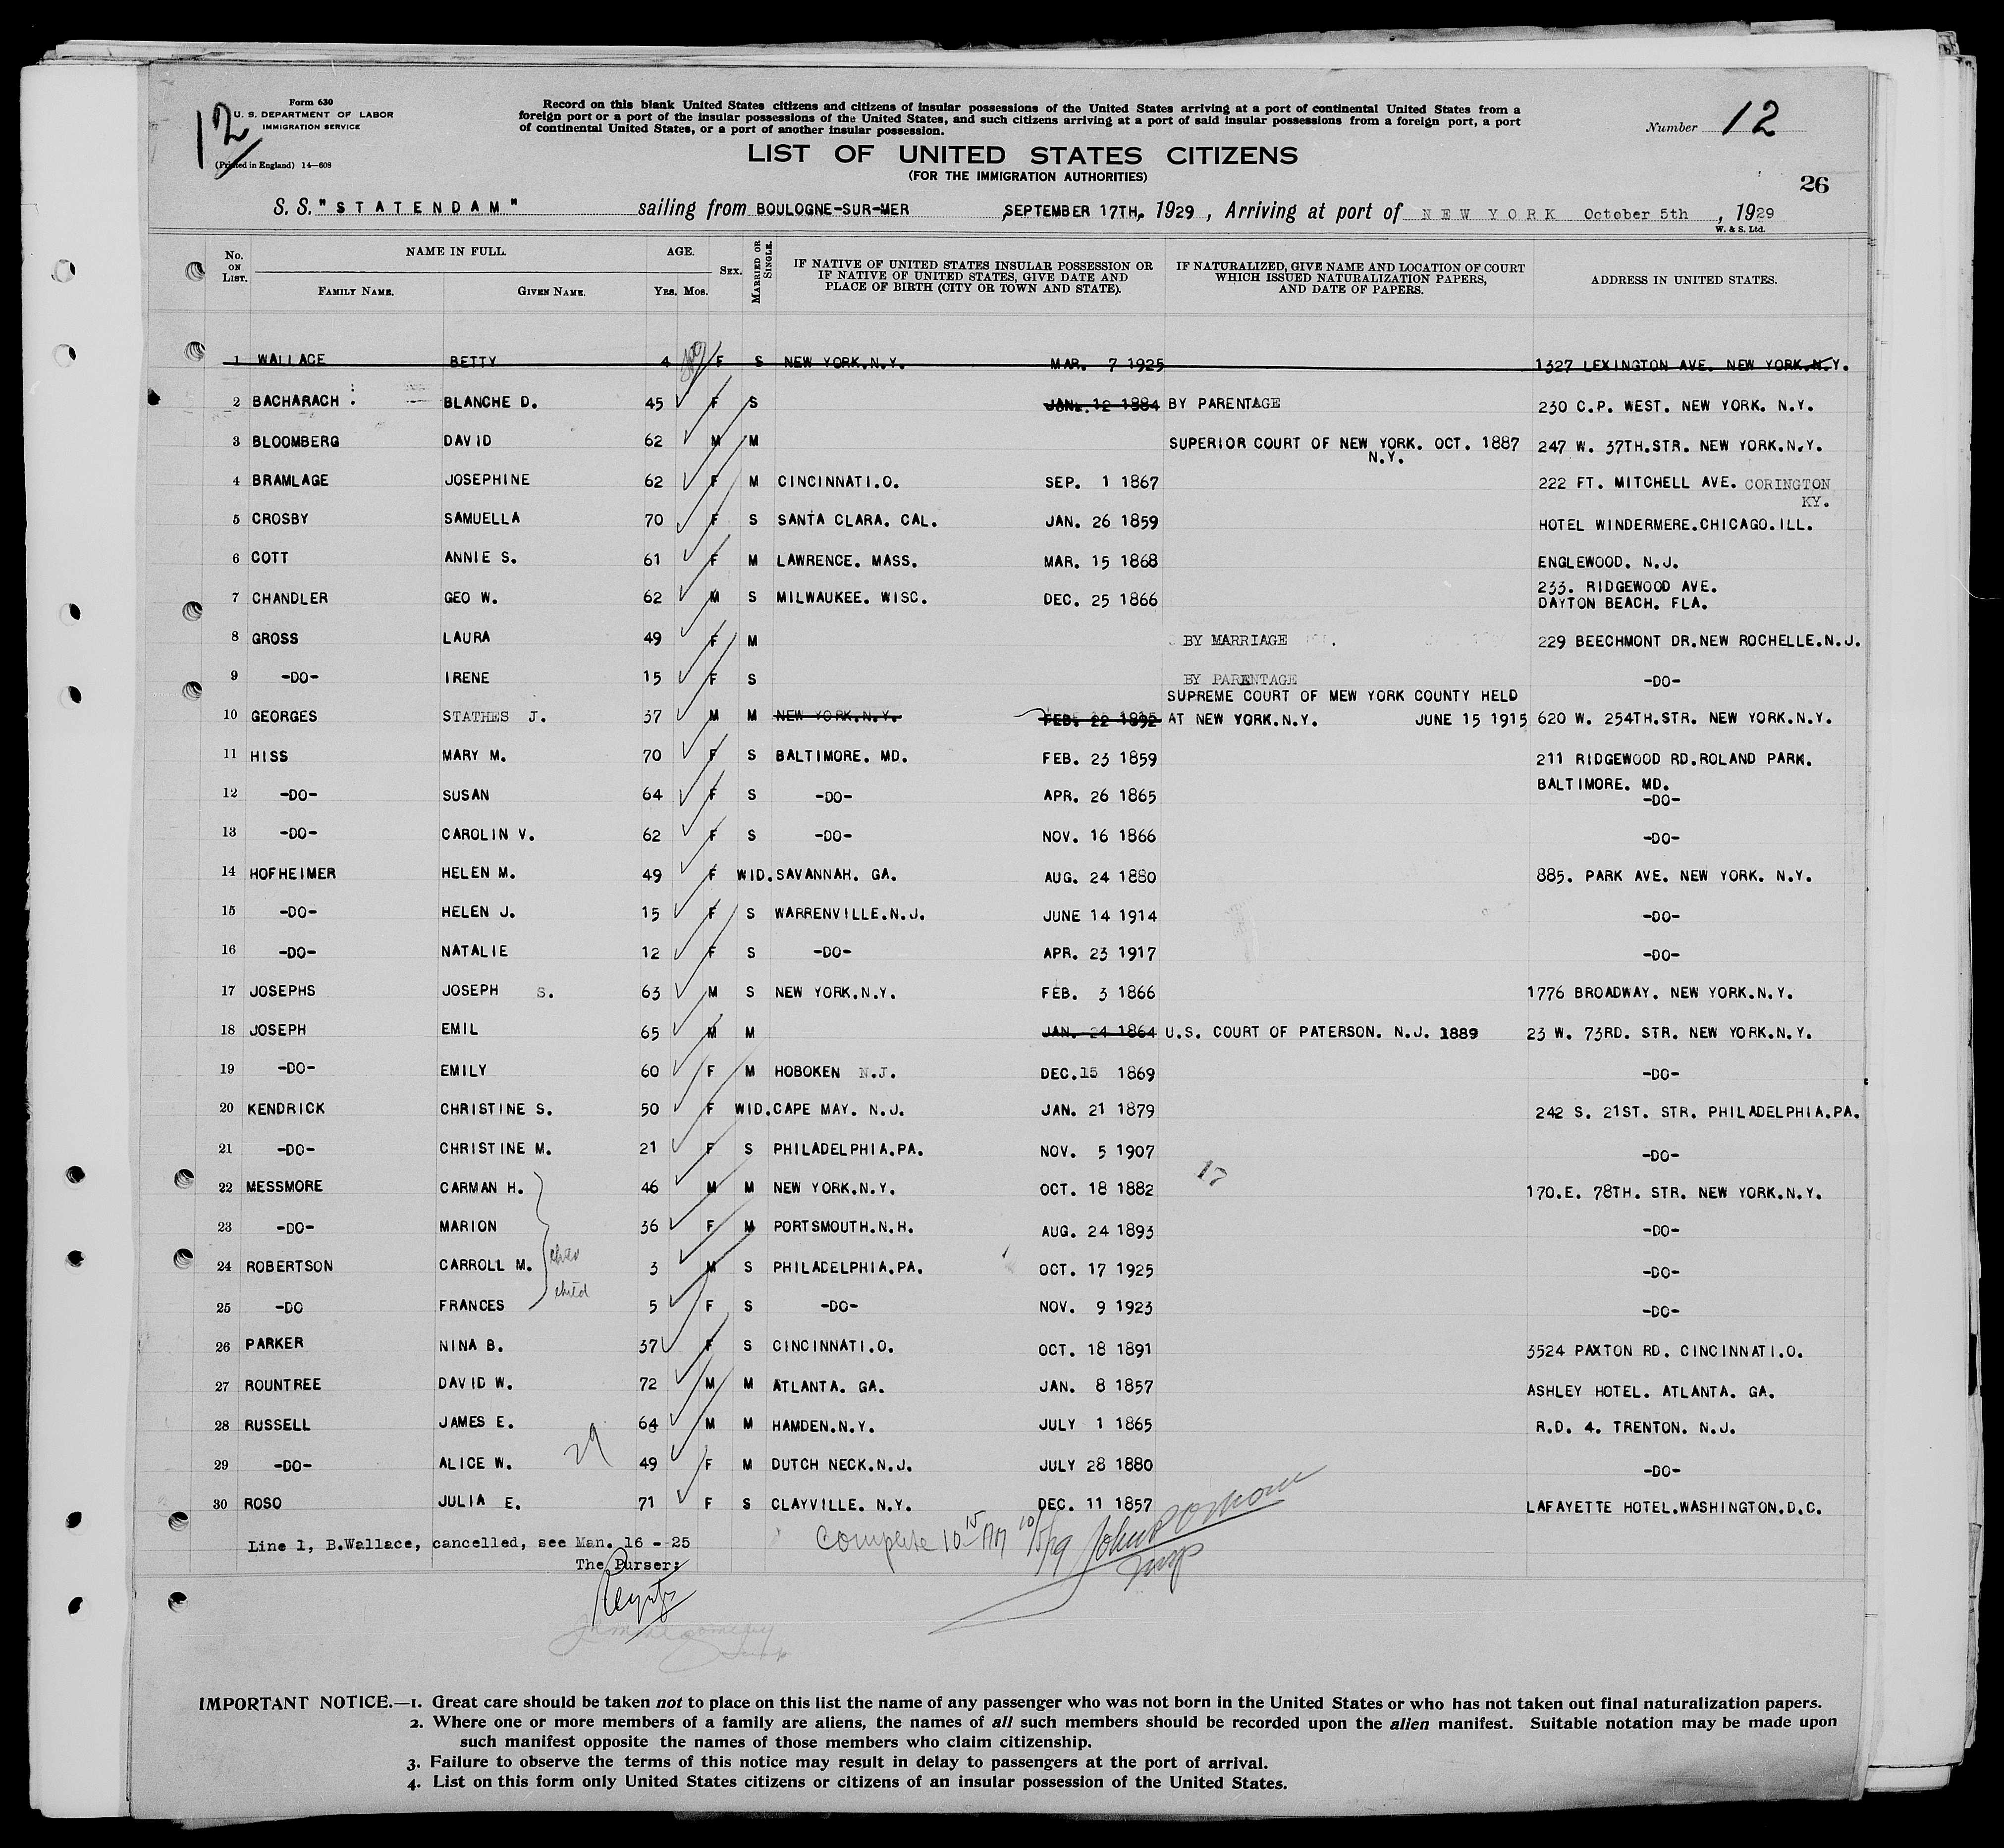 12
Form 630
U. S. DEPARTMENT OF LABOR
IMMIGRATION SERVICE
(Printed in England) 14—608
Record on this blank United States citizens and citizens of insular possessions of the United States arriving at a port of continental United States from a
foreign port or a port of the insular possessions of the United States, and such citizens arriving at a port of said insular possessions from a foreign port, a port
of continental United States, or a port of another insular possession.
Number 12
LIST OF UNITED STATES CITIZENS
(FOR THE IMMIGRATION AUTHORITIES)
26
S. S. "STATENDAM" sailing from BOULOGNE-SUR-MER SEPTEMBER 17TH, 1929, Arriving at port of NEW YORK October 5th, 1929
W. & S. Ltd.
No. ON LIST. NAME IN FULL. AGE. SEX. MARRIED OR SINGLE. IF NATIVE OF UNITED STATES INSULAR POSSESSION OR IF NATIVE OF UNITED STATES, GIVE DATE AND PLACE OF BIRTH (CITY OR TOWN AND STATE). IF NATURALIZED, GIVE NAME AND LOCATION OF COURT WHICH ISSUED NATURALIZATION PAPERS, AND DATE OF PAPERS. ADDRESS IN UNITED STATES.
FAMILY NAME. GIVEN NAME. YRS. MOS.
1 WALLACE BETTY 4 F S NEW YORK.N.Y. MAR. 7 1925 1327 LEXINGTON AVE. NEW YORK.N.Y.
2 BACHARACH : BLANCHE D. 45 F S JAN. 12 1884 BY PARENTAGE 230 C.P. WEST. NEW YORK. N.Y.
3 BLOOMBERG DAVID 62 M M SUPERIOR COURT OF NEW YORK. OCT. 1887 247 W. 37TH.STR. NEW YORK.N.Y.
N.Y.
4 BRAMLAGE JOSEPHINE 62 F M CINCINNATI.O. SEP. 1 1867 222 FT. MITCHELL AVE. CORINGTON
KY.
5 CROSBY SAMUELLA 70 F S SANTA CLARA. CAL. JAN. 26 1859 HOTEL WINDERMERE.CHICAGO.ILL.
6 COTT ANNIE S. 61 F M LAWRENCE. MASS. MAR. 15 1868 ENGLEWOOD. N.J.
233. RIDGEWOOD AVE.
7 CHANDLER GEO W. 62 M S MILWAUKEE. WISC. DEC. 25 1866 DAYTON BEACH. FLA.
8 GROSS LAURA 49 F M BY MARRIAGE 229 BEECHMONT DR.NEW ROCHELLE.N.J.
9 -DO- IRENE 15 F S BY PARENTAGE -DO-
SUPREME COURT OF MEW YORK COUNTY HELD
10 GEORGES STATHES J. 37 M M NEW YORK.N.Y. FEB. 22 1892 AT NEW YORK.N.Y. JUNE 15 1915 620 W. 254TH.STR. NEW YORK.N.Y.
11 HISS MARY M. 70 F S BALTIMORE. MD. FEB. 23 1859 211 RIDGEWOOD RD.ROLAND PARK.
BALTIMORE. MD.
12 -DO- SUSAN 64 F S -DO- APR. 26 1865 -DO-
13 -DO- CAROLIN V. 62 F S -DO- NOV. 16 1866 -DO-
14 HOFHEIMER HELEN M. 49 F WID. SAVANNAH. GA. AUG. 24 1880 885. PARK AVE. NEW YORK. N.Y.
15 -DO- HELEN J. 15 F S WARRENVILLE.N.J. JUNE 14 1914 -DO-
16 -DO- NATALIE 12 F S -DO- APR. 23 1917 -DO-
17 JOSEPHS JOSEPH S. 63 M S NEW YORK.N.Y. FEB. 3 1866 1776 BROADWAY. NEW YORK.N.Y.
18 JOSEPH EMIL 65 M M JAN. 24 1864 U.S. COURT OF PATERSON. N.J. 1889 23 W. 73RD. STR. NEW YORK.N.Y.
19 -DO- EMILY 60 F M HOBOKEN N.J. DEC.15 1869 -DO-
20 KENDRICK CHRISTINE S. 50 F WID. CAPE MAY. N.J. JAN. 21 1879 242 S. 21ST. STR. PHILADELPHIA.PA.
21 -DO- CHRISTINE M. 21 F S PHILADELPHIA.PA. NOV. 5 1907 -DO-
17
22 MESSMORE CARMAN H. 46 M M NEW YORK.N.Y. OCT. 18 1882 170.E. 78TH. STR. NEW YORK.N.Y.
23 -DO- MARION 36 F M PORTSMOUTH.N.H. AUG. 24 1893 -DO-
24 ROBERTSON CARROLL M. 3 M S PHILADELPHIA.PA. OCT. 17 1925 -DO-
child
25 -DO FRANCES 5 F S -DO- NOV. 9 1923 -DO-
26 PARKER NINA B. 37 F S CINCINNATI.O. OCT. 18 1891 3524 PAXTON RD. CINCINNATI.O.
27 ROUNTREE DAVID W. 72 M M ATLANTA. GA. JAN. 8 1857 ASHLEY HOTEL. ATLANTA. GA.
28 RUSSELL JAMES E. 64 M M HAMDEN.N.Y. JULY 1 1865 R.D. 4. TRENTON. N.J.
29
29 -DO- ALICE W. 49 F M DUTCH NECK.N.J. JULY 28 1880 -DO-
30 ROSO JULIA E. 71 F S CLAYVILLE. N.Y. DEC. 11 1857 LAFAYETTE HOTEL.WASHINGTON.D.C.
Line 1, B.Wallace, cancelled, see Man. 16 - 25
Complete 10 15 AM 10/5/29
The Purser:
IMPORTANT NOTICE.—1. Great care should be taken not to place on this list the name of any passenger who was not born in the United States or who has not taken out final naturalization papers.
2. Where one or more members of a family are aliens, the names of all such members should be recorded upon the alien manifest. Suitable notation may be made upon
such manifest opposite the names of those members who claim citizenship.
3. Failure to observe the terms of this notice may result in delay to passengers at the port of arrival.
4. List on this form only United States citizens or citizens of an insular possession of the United States.